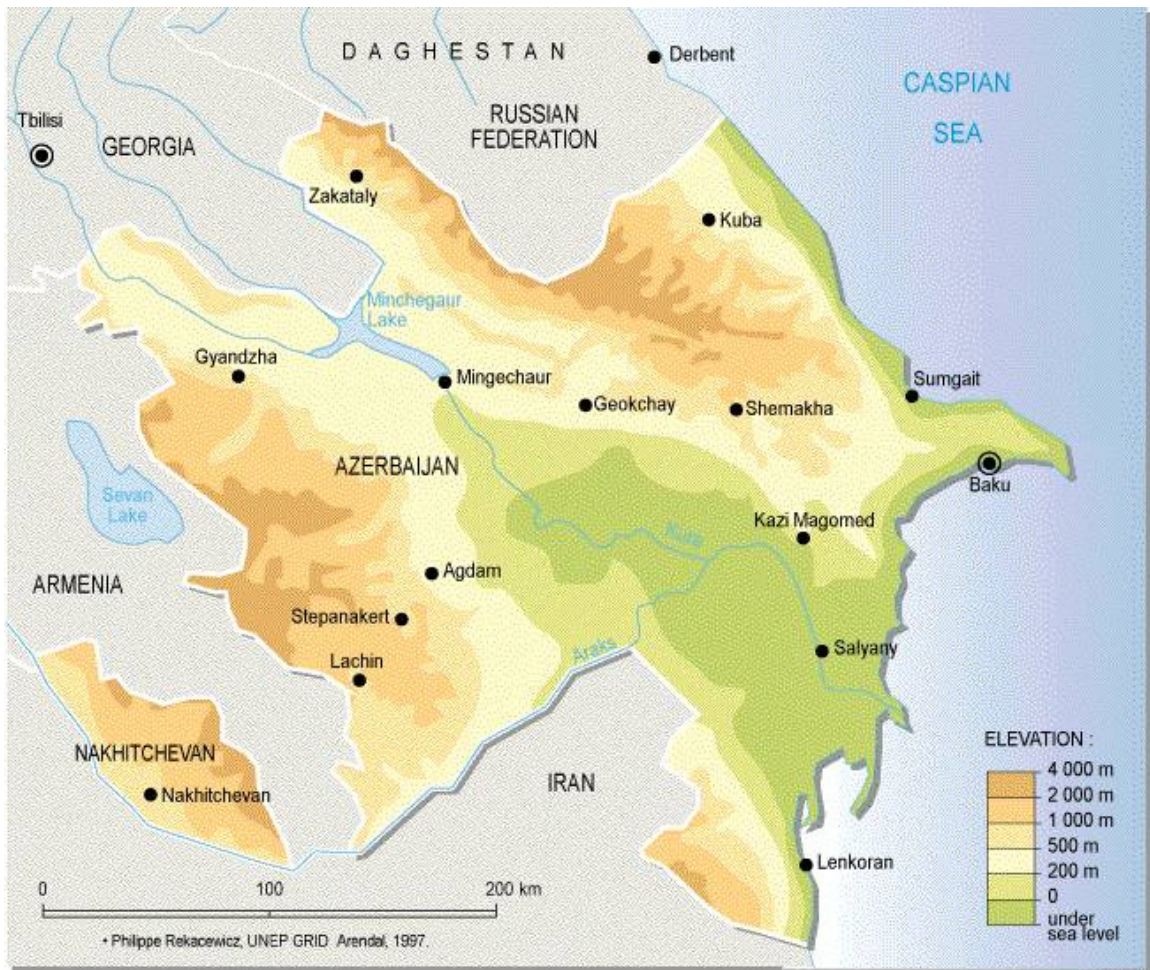 DAGHESTAN
Derbent
CASPIAN
SEA
Tbilisi
RUSSIAN
FEDERATION
GEORGIA
Zakataly
Kuba
Minchegaur
Lake
Gyandzha
Mingechaur
Sumgait
Geokchay
Shemakha
AZERBAIJAN
Baku
Sevan
Lake
Kazi Magomed
Kura
ARMENIA
Agdam
Stepanakert
Araks
Salyany
Lachin
NAKHITCHEVAN
IRAN
Nakhitchevan
Lenkoran
ELEVATION :
4 000 m
2 000 m
1 000 m
500 m
200 m
0
under
sea level
0 100 200 km
• Philippe Rekacewicz, UNEP GRID Arendal, 1997.